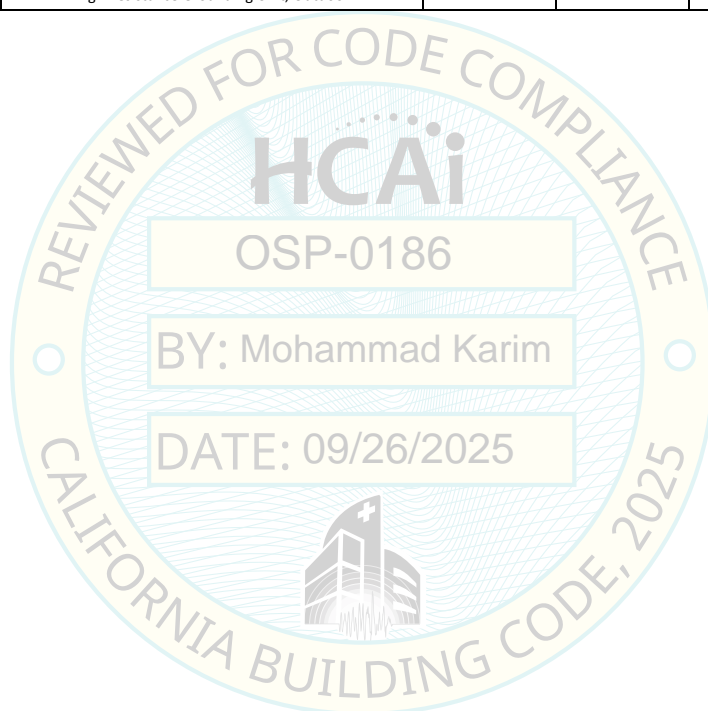 REVIEWED FOR CODE COMPLIANCE
HCAi
OSP-0186
BY: Mohammad Karim
DATE: 09/26/2025
CALIFORNIA BUILDING CODE, 2025